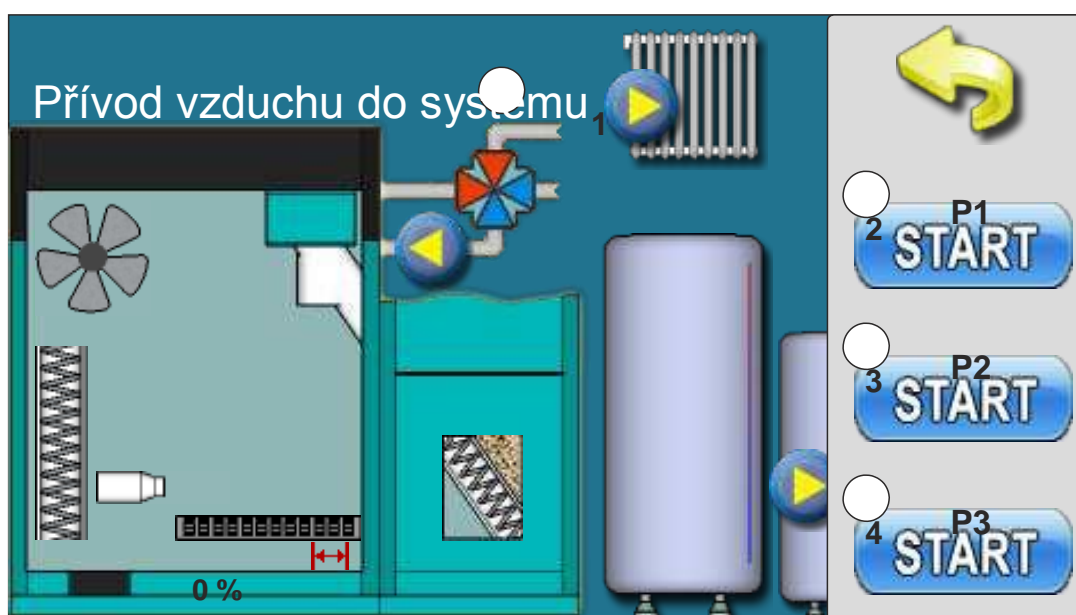 Přívod vzduchu do systému
1
2
P1
START
3
P2
START
4
P3
START
0 %